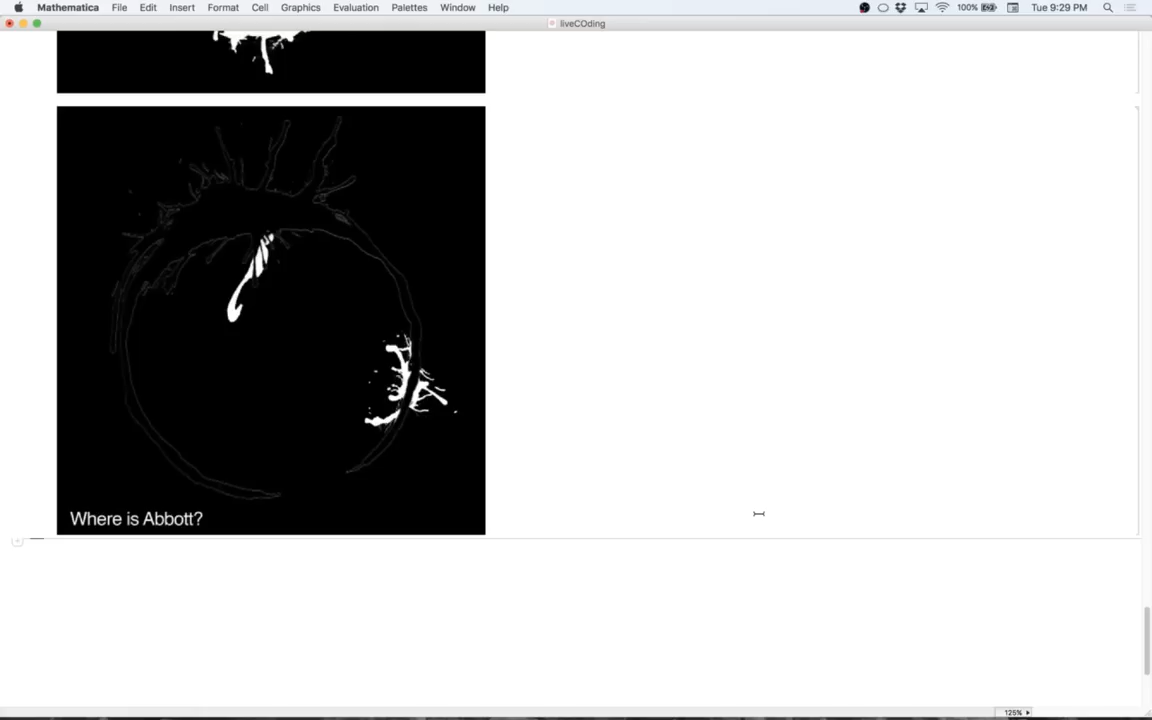 Mathematica File Edit Insert Format Cell Graphics Evaluation Palettes Window Help 100% Tue 9:29 PM
liveCOding
Where is Abbott?
125%